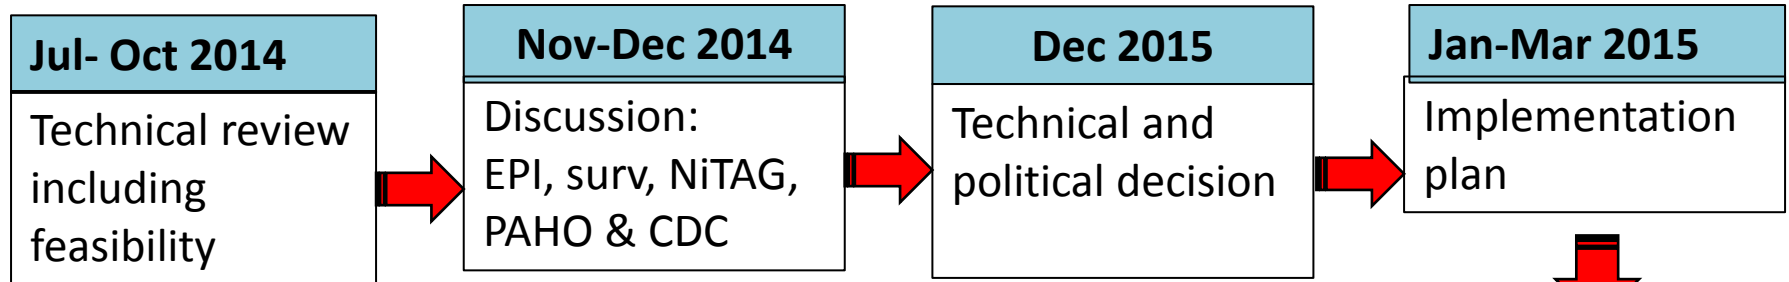 Jul- Oct 2014
Technical review
including
feasibility
Nov-Dec 2014
Discussion:
EPI, surv, NiTAG,
PAHO & CDC
Dec 2015
Technical and
political decision
Jan-Mar 2015
Implementation
plan